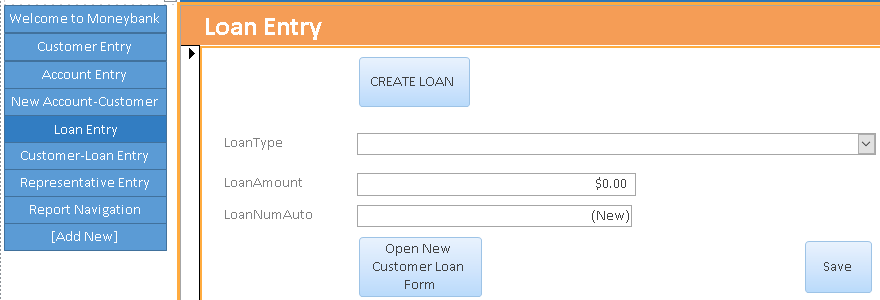 Welcome to Moneybank
Customer Entry
Account Entry
New Account-Customer
Loan Entry
Customer-Loan Entry
Representative Entry
Report Navigation
[Add New]
Loan Entry
CREATE LOAN
LoanType
LoanAmount
$0.00
LoanNumAuto
(New)
Open New
Customer Loan
Form
Save